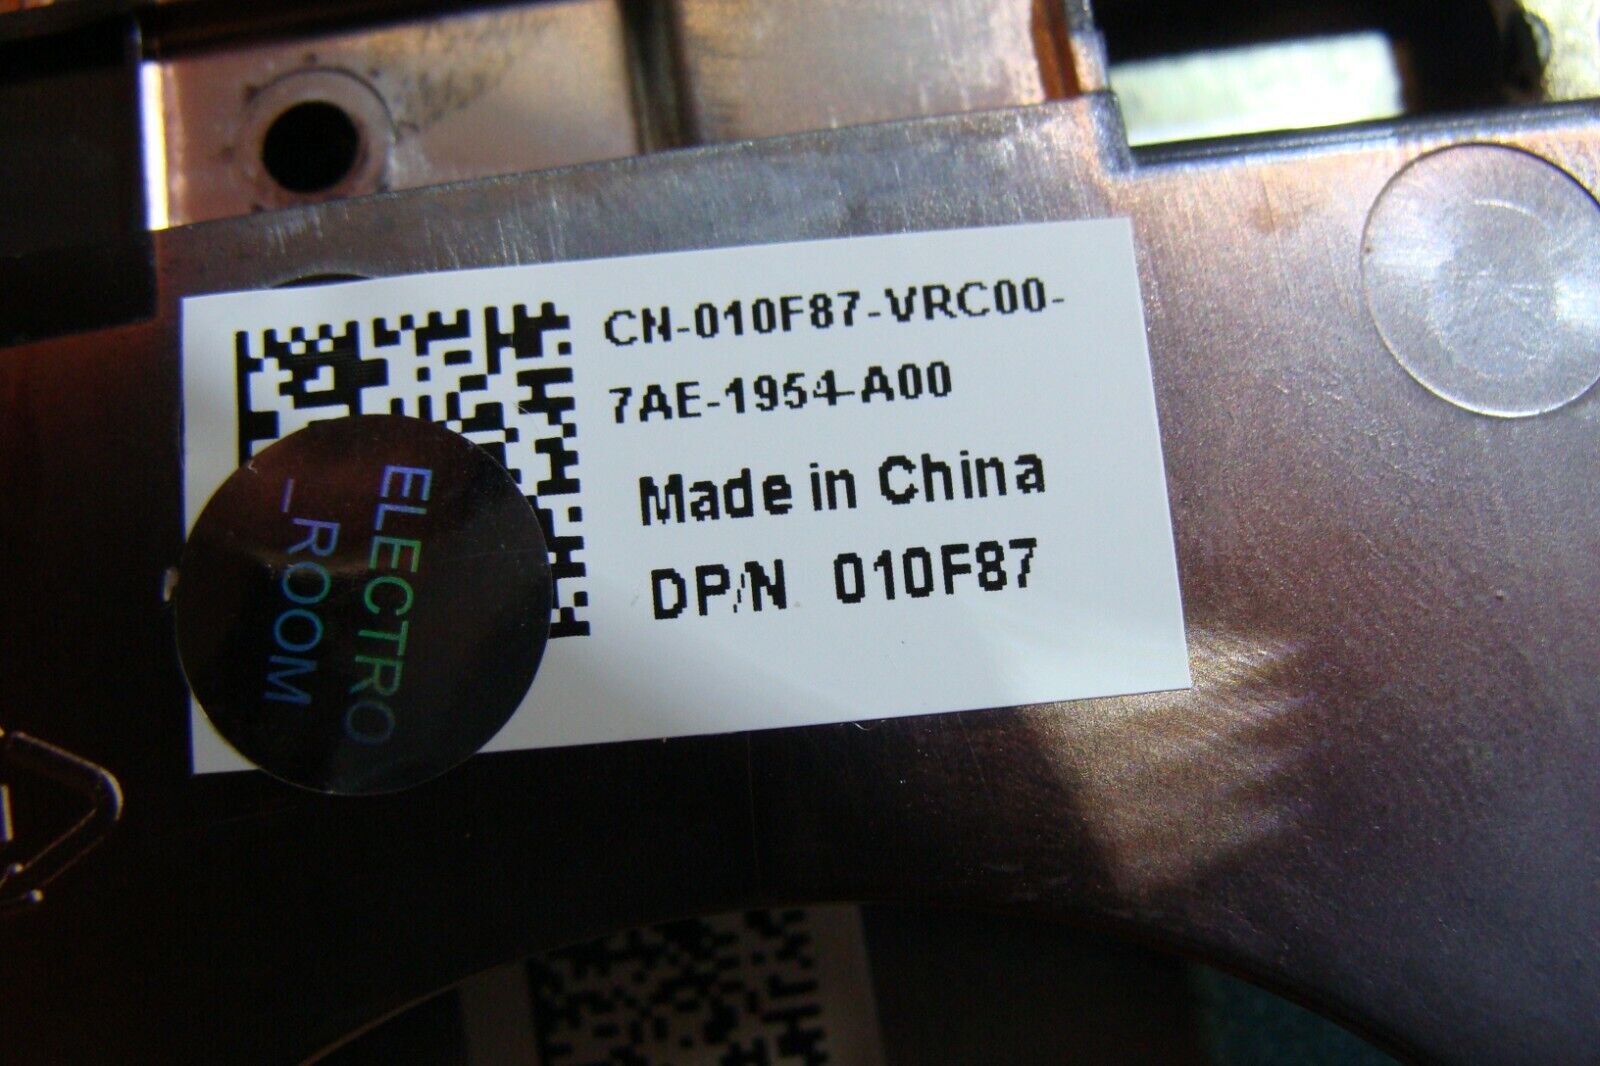 CN-010F87-VRC00-
7AE-1954-A00
Made in China
DP/N 010F87
ELECTRO
_ROOM